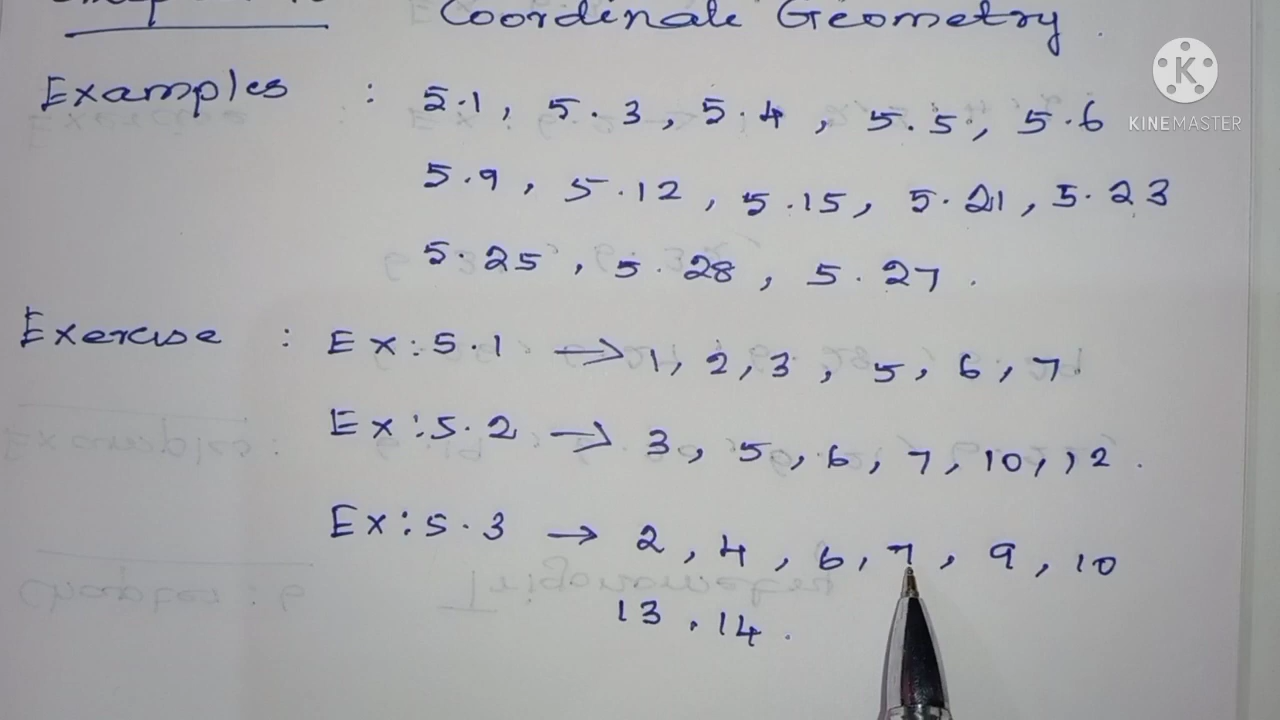 Coordinate Geometry.
Examples : 5.1, 5.3, 5.4, 5.5, 5.6
5.9, 5.12, 5.15, 5.21, 5.23
5.25, 5.28, 5.27.
Exercise : Ex:5.1 → 1, 2, 3, 5, 6, 7.
Ex:5.2 → 3, 5, 6, 7, 10, 12.
Ex:5.3 → 2, 4, 6, 7, 9, 10
13, 14.
K
KINEMASTER